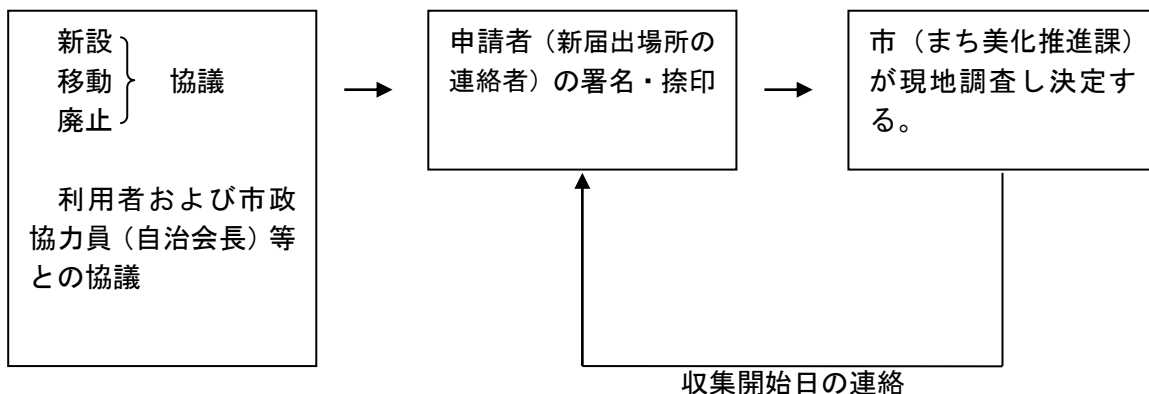 新設
移動 協議
廃止
利用者および市政
協力員（自治会長）等
との協議
申請者（新届出場所の
連絡者）の署名・捺印
市（まち美化推進課）
が現地調査し決定す
る。
収集開始日の連絡